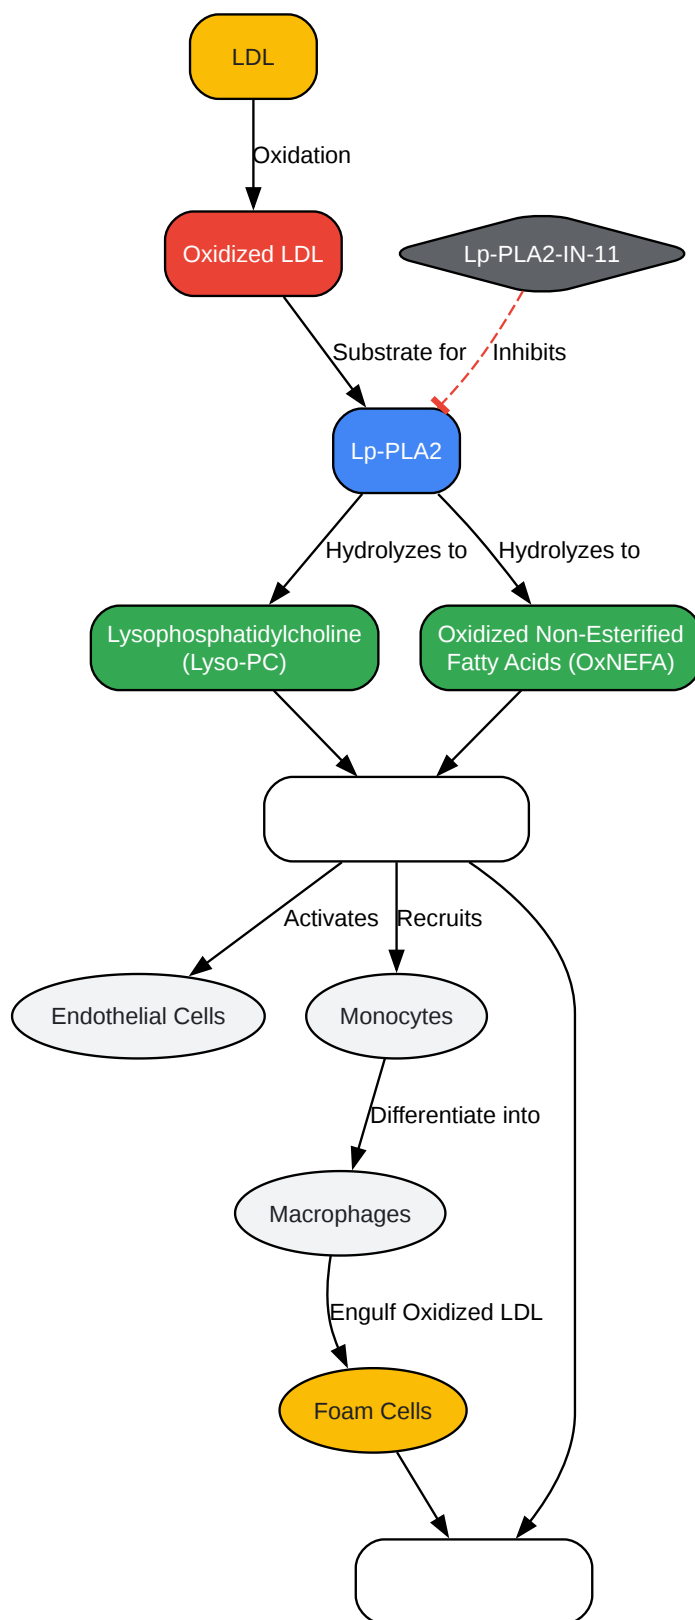 LDL
Oxidation
Oxidized LDL
Lp-PLA2-IN-11
Substrate for
Inhibits
Lp-PLA2
Hydrolyzes to
Hydrolyzes to
Lysophosphatidylcholine
(Lyso-PC)
Oxidized Non-Esterified
Fatty Acids (OxNEFA)
Activates
Recruits
Endothelial Cells
Monocytes
Differentiate into
Macrophages
Engulf Oxidized LDL
Foam Cells